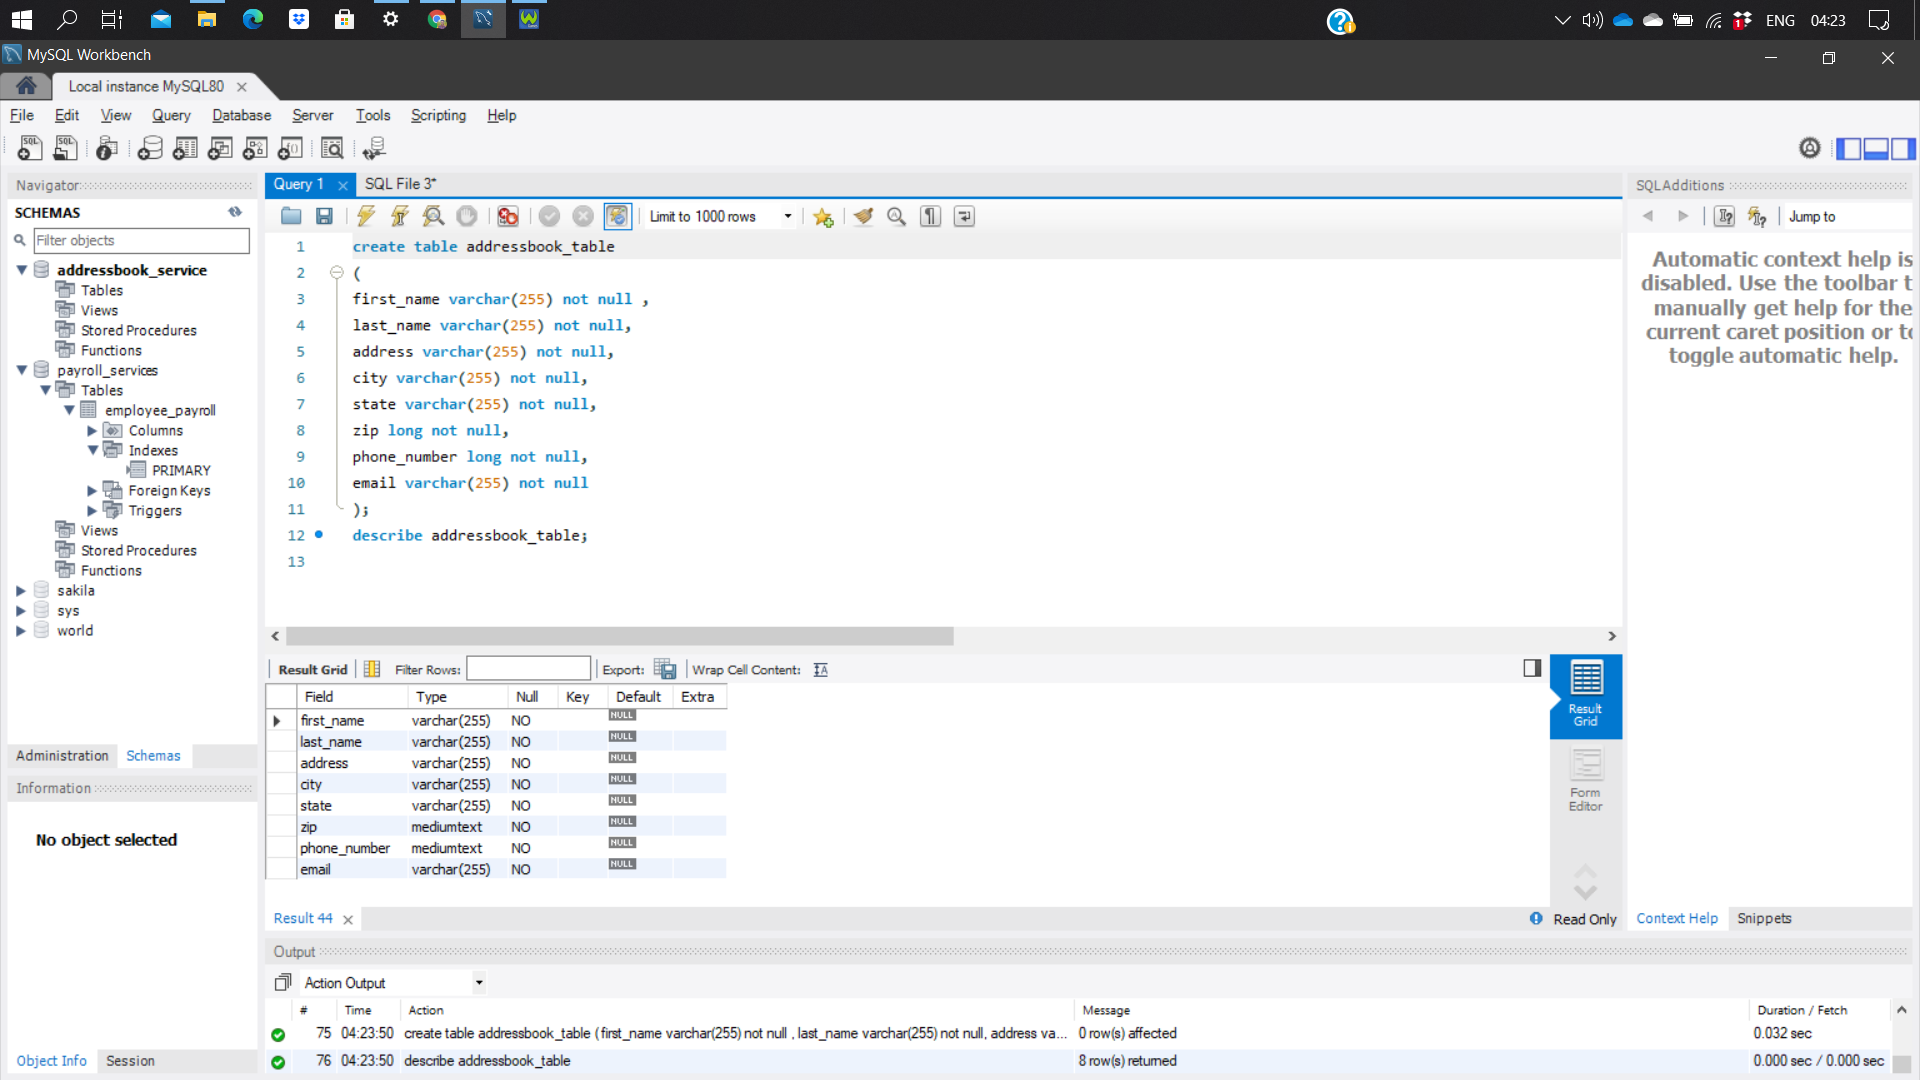 ENG 04:23
MySQL Workbench
Local instance MySQL80
File Edit View Query Database Server Tools Scripting Help
Navigator
SCHEMAS
Filter objects
addressbook_service
Tables
Views
Stored Procedures
Functions
payroll_services
Tables
employee_payroll
Columns
Indexes
PRIMARY
Foreign Keys
Triggers
Views
Stored Procedures
Functions
sakila
sys
world
Administration Schemas
Information
No object selected
Object Info Session
Query 1 SQL File 3*
Limit to 1000 rows
1 create table addressbook_table
2 (
3 first_name varchar(255) not null ,
4 last_name varchar(255) not null,
5 address varchar(255) not null,
6 city varchar(255) not null,
7 state varchar(255) not null,
8 zip long not null,
9 phone_number long not null,
10 email varchar(255) not null
11 );
12 describe addressbook_table;
13
Result Grid Filter Rows: Export: Wrap Cell Content:
Field Type Null Key Default Extra
first_name varchar(255) NO NULL
last_name varchar(255) NO NULL
address varchar(255) NO NULL
city varchar(255) NO NULL
state varchar(255) NO NULL
zip mediumtext NO NULL
phone_number mediumtext NO NULL
email varchar(255) NO NULL
Result Grid
Form Editor
Result 44
Read Only
SQLAdditions
Jump to
Automatic context help is
disabled. Use the toolbar t
manually get help for the
current caret position or to
toggle automatic help.
Context Help Snippets
Output
Action Output
# Time Action Message Duration / Fetch
75 04:23:50 create table addressbook_table ( first_name varchar(255) not null , last_name varchar(255) not null, address va... 0 row(s) affected 0.032 sec
76 04:23:50 describe addressbook_table 8 row(s) returned 0.000 sec / 0.000 sec